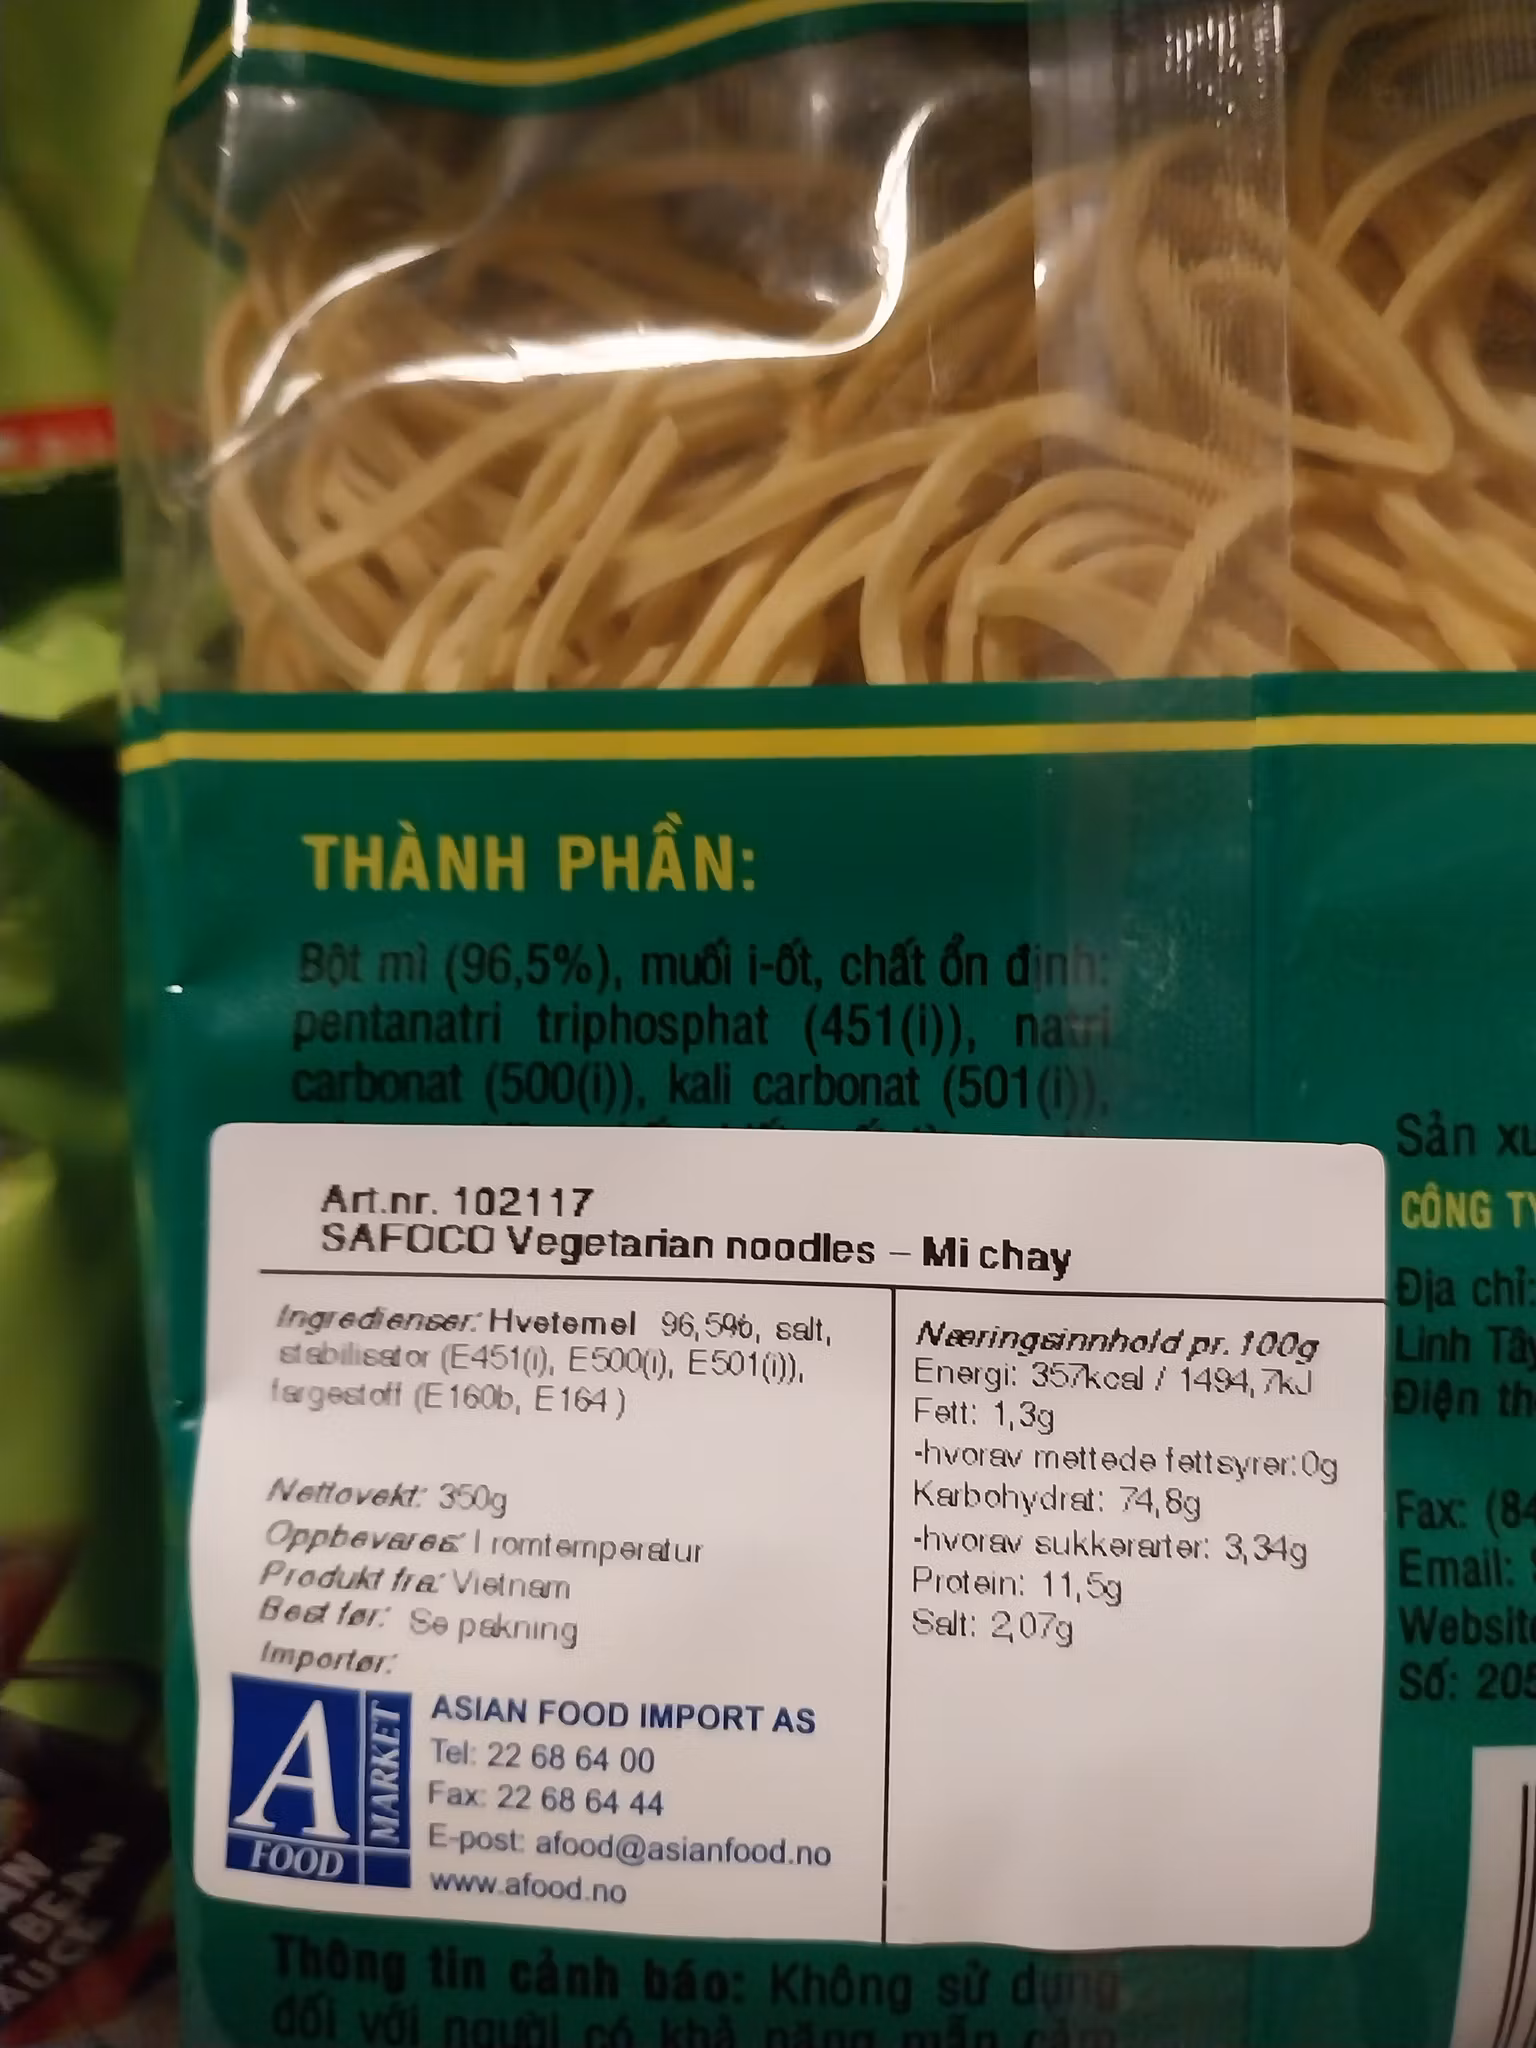 THÀNH PHẦN:
Bột mì (96,5%), muối i-ốt, chất ổn định:
pentanatri triphosphat (451(i)), natri
carbonat (500(i)), kali carbonat (501(i)),
Art.nr. 102117
SAFOCO Vegetarian noodles – Mi chay
Ingredienser: Hvetemel 96,5%, salt,
stabilisator (E451(i), E500(i), E501(i)),
fargestoff (E160b, E164)
Nettovekt: 350g
Oppbevares: I romtemperatur
Produkt fra: Vietnam
Best før: Se pakning
Importør:
A
FOOD
MARKET
ASIAN FOOD IMPORT AS
Tel: 22 68 64 00
Fax: 22 68 64 44
E-post: afood@asianfood.no
www.afood.no
Næringsinnhold pr. 100g
Energi: 357kcal / 1494,7kJ
Fett: 1,3g
-hvorav mettede fettsyrer: 0g
Karbohydrat: 74,8g
-hvorav sukkerarter: 3,34g
Protein: 11,5g
Salt: 2,07g
Thông tin cảnh báo: Không sử dụng
đối với người có khả năng mẫn cảm
Sản
CÔNG TY
Địa chỉ:
Linh
Điện
Fax: (84
Email:
Website
Số: 205
BEAN